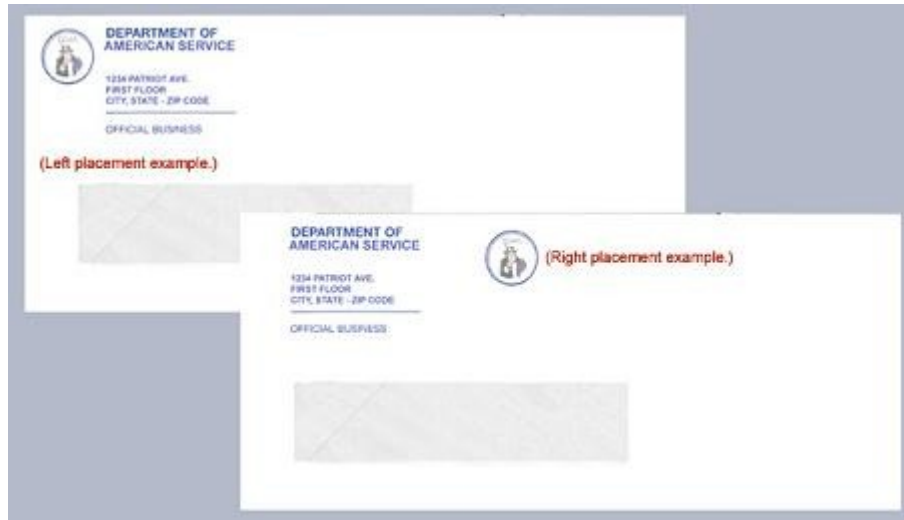 DEPARTMENT OF
AMERICAN SERVICE
1234 PATRIOT AVE.
FIRST FLOOR
CITY, STATE - ZIP CODE
OFFICIAL BUSINESS
(Left placement example.)
DEPARTMENT OF
AMERICAN SERVICE
1234 PATRIOT AVE.
FIRST FLOOR
CITY, STATE - ZIP CODE
OFFICIAL BUSINESS
(Right placement example.)